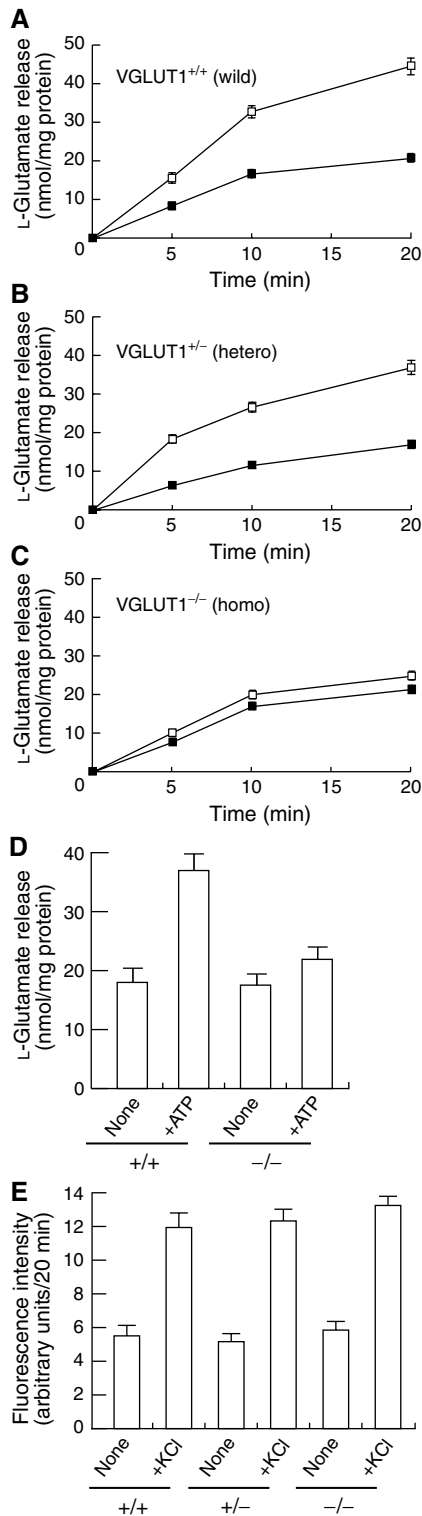 A
L-Glutamate release
(nmol/mg protein)
50
40
30
20
10
0
VGLUT1+/+ (wild)
5
10
15
20
Time (min)
B
L-Glutamate release
(nmol/mg protein)
50
40
30
20
10
0
VGLUT1+/– (hetero)
5
10
15
20
Time (min)
C
L-Glutamate release
(nmol/mg protein)
50
40
30
20
10
0
VGLUT1–/– (homo)
5
10
15
20
Time (min)
D
L-Glutamate release
(nmol/mg protein)
40
30
20
10
0
None
+ATP
None
+ATP
+/+
–/–
E
Fluorescence intensity
(arbitrary units/20 min)
14
12
10
8
6
4
2
0
None
+KCl
None
+KCl
None
+KCl
+/+
+/–
–/–